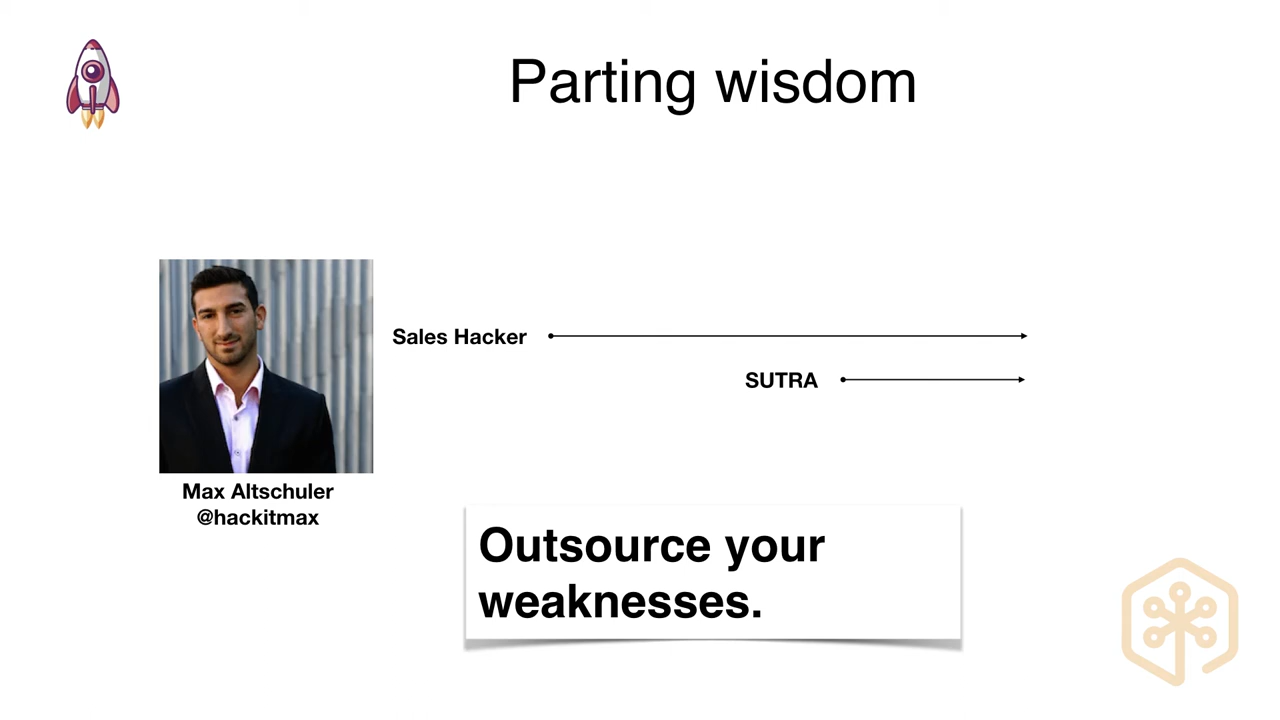 Parting wisdom
Sales Hacker
SUTRA
Max Altschuler
@hackitmax
Outsource your
weaknesses.